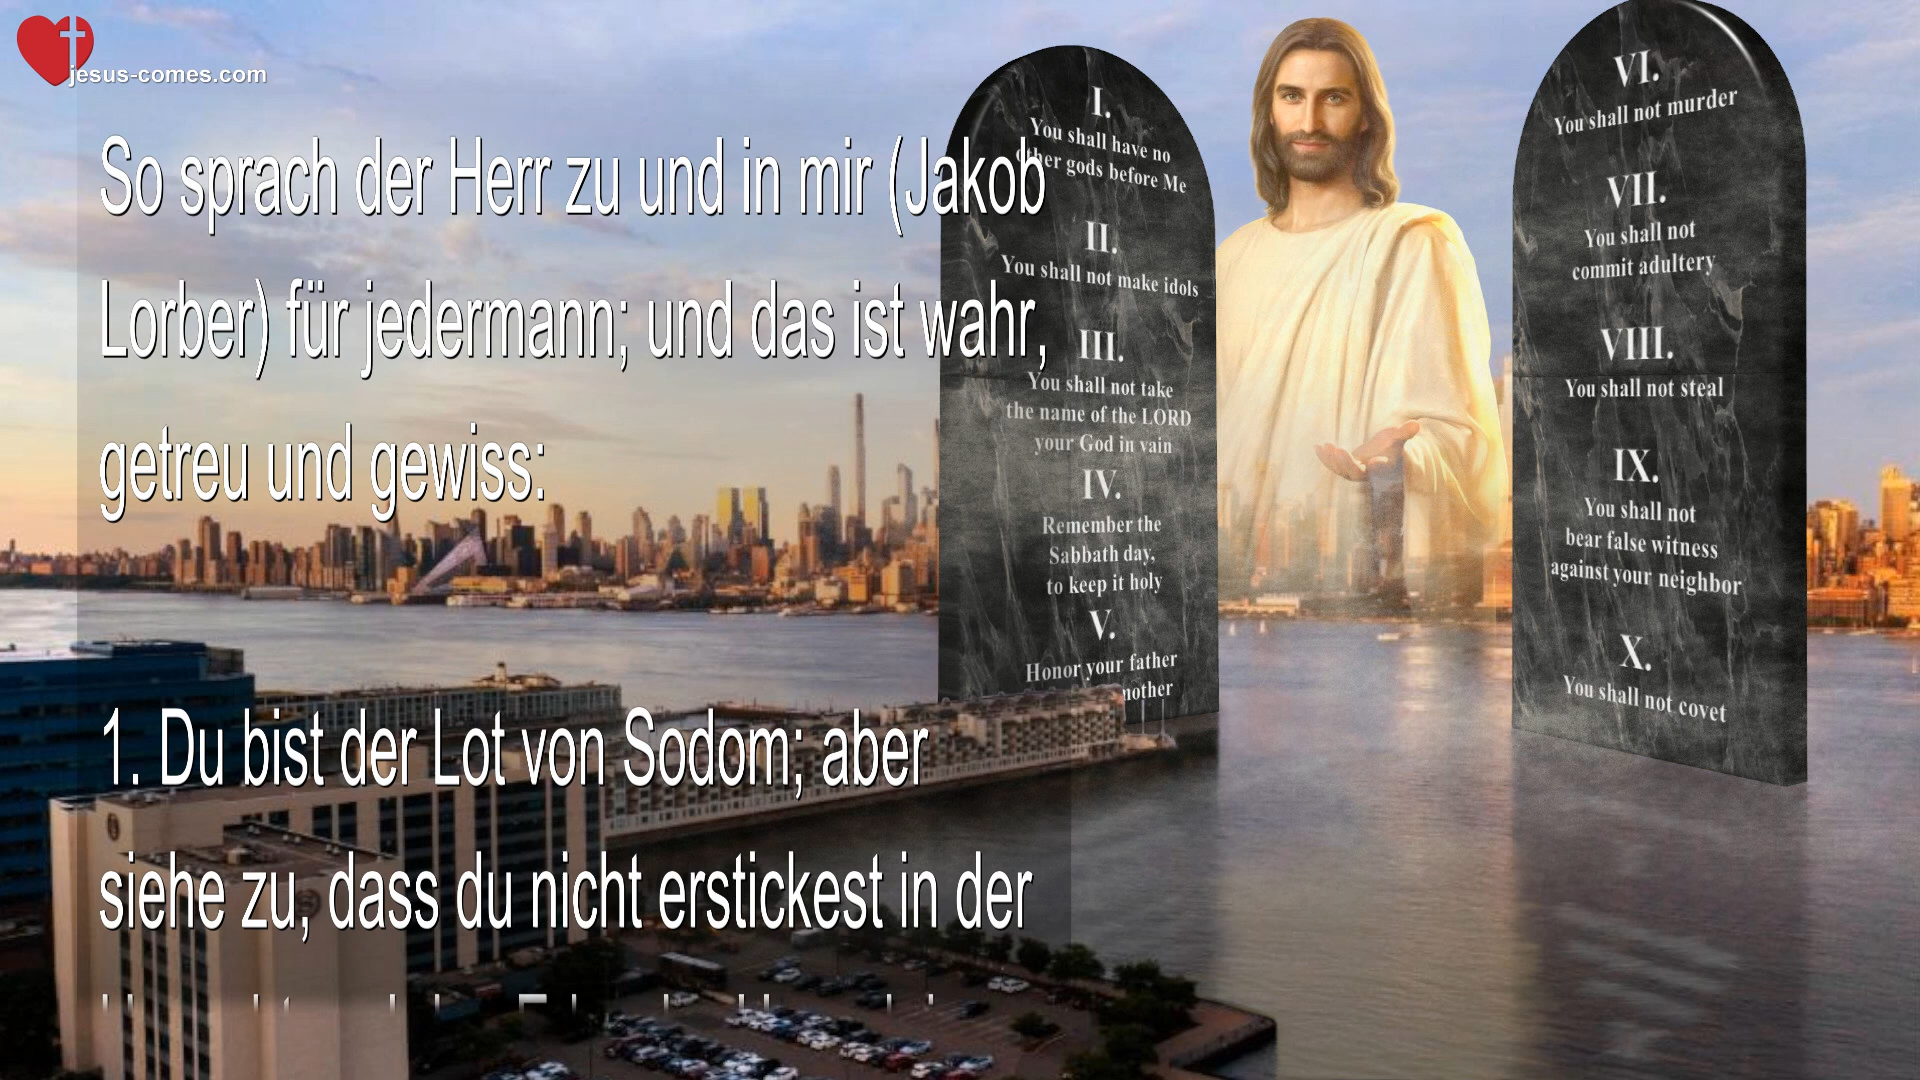 jesus-comes.com
So sprach der Herr zu und in mir (Jakob
Lorber) für jedermann; und das ist wahr,
getreu und gewiss:
1. Du bist der Lot von Sodom; aber
siehe zu, dass du nicht erstickest in der
I.
You shall have no
other gods before Me
II.
You shall not make idols
III.
You shall not take
the name of the LORD
your God in vain
IV.
Remember the
Sabbath day,
to keep it holy
V.
Honor your father
mother
VI.
You shall not murder
VII.
You shall not
commit adultery
VIII.
You shall not steal
IX.
You shall not
bear false witness
against your neighbor
X.
You shall not covet